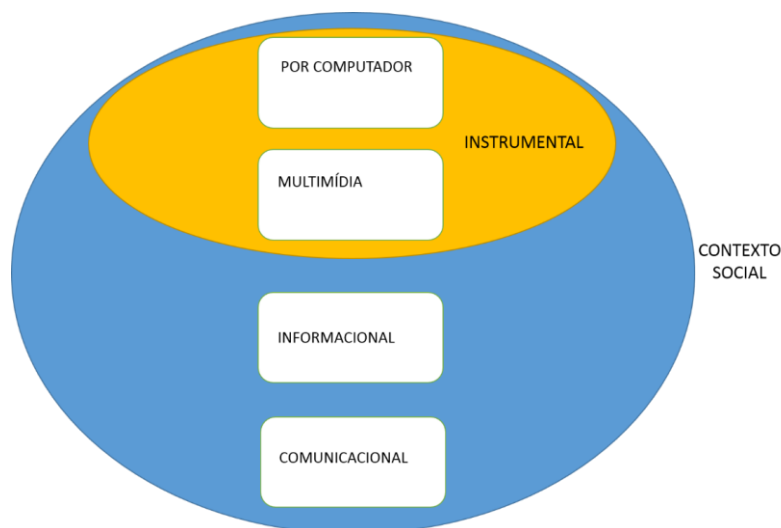 POR COMPUTADOR
INSTRUMENTAL
MULTIMÍDIA
CONTEXTO
SOCIAL
INFORMACIONAL
COMUNICACIONAL